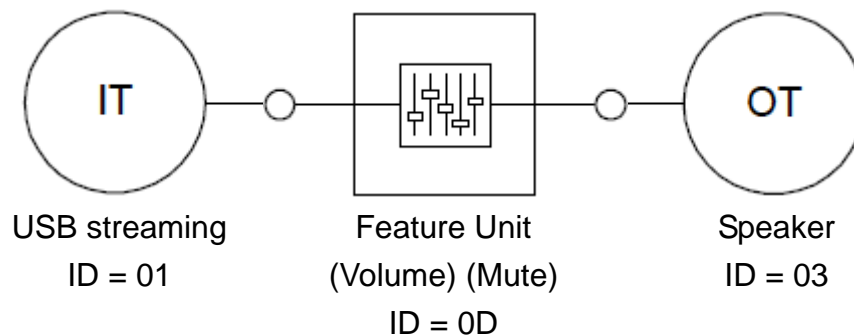 IT
OT
USB streaming
ID = 01
Feature Unit
(Volume) (Mute)
ID = 0D
Speaker
ID = 03